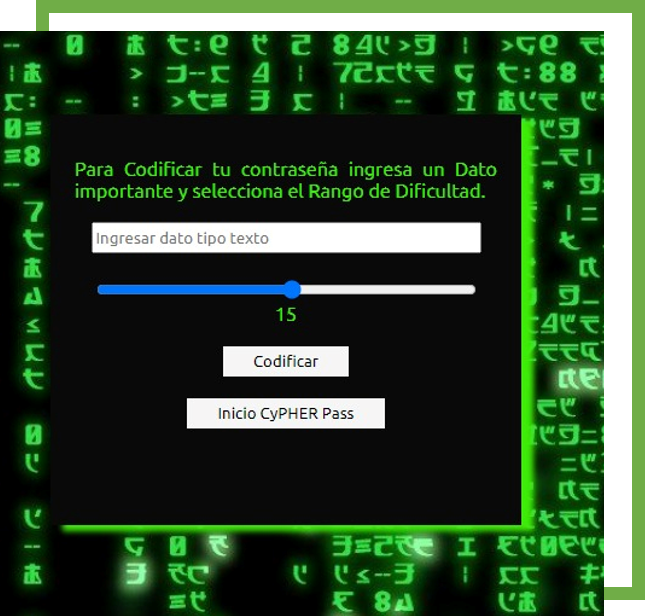 Para Codificar tu contraseña ingresa un Dato
importante y selecciona el Rango de Dificultad.
Ingresar dato tipo texto
15
Codificar
Inicio CyPHER Pass